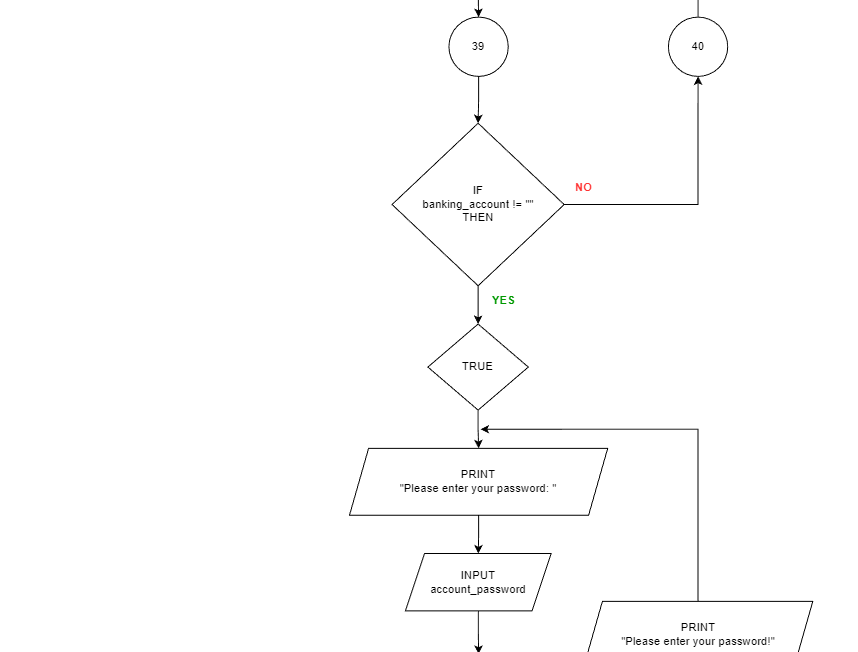 39
40
IF
banking_account != ""
THEN
NO
YES
TRUE
PRINT
"Please enter your password: "
INPUT
account_password
PRINT
"Please enter your password!"